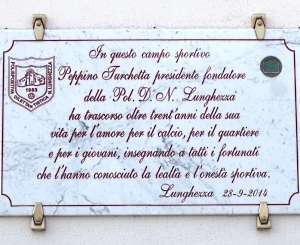 1983
In questo campo sportivo
Peppino Turchetta presidente fondatore
della Pol. D. N. Lunghezza
ha trascorso oltre trent'anni della sua
vita per l'amore per il calcio, per il quartiere
e per i giovani, insegnando a tutti i fortunati
che l'hanno conosciuto la lealtà e l'onestà sportiva.
Lunghezza 28-9-2014